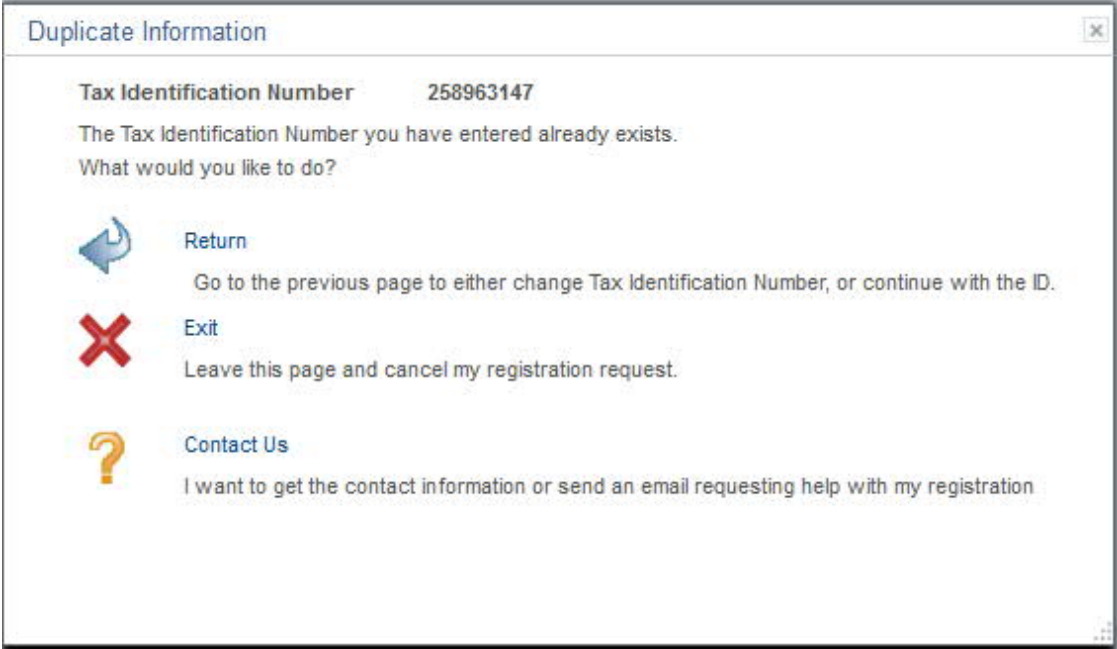 Duplicate Information
Tax Identification Number 258963147
The Tax Identification Number you have entered already exists.
What would you like to do?
Return
Go to the previous page to either change Tax Identification Number, or continue with the ID.
Exit
Leave this page and cancel my registration request.
Contact Us
I want to get the contact information or send an email requesting help with my registration